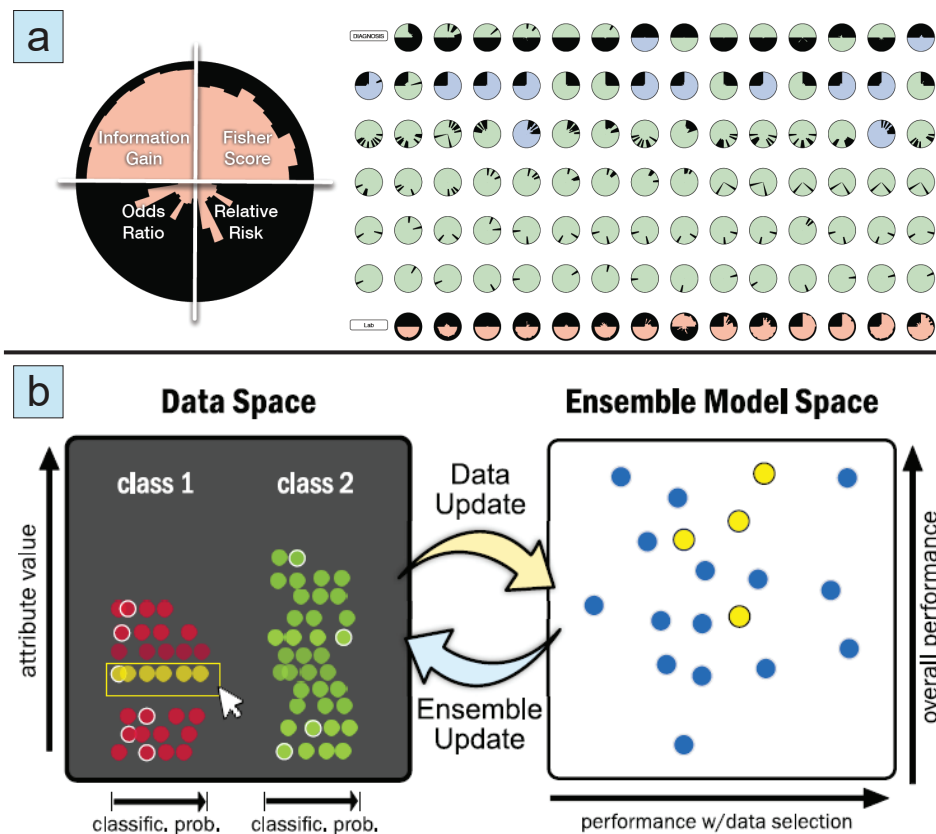 a
Information
Gain
Fisher
Score
Odds
Ratio
Relative
Risk
DIAGNOSIS
Lab
b
Data Space
Ensemble Model Space
class 1
class 2
attribute value
Data
Update
Ensemble
Update
overall performance
classific. prob.
classific. prob.
performance w/data selection